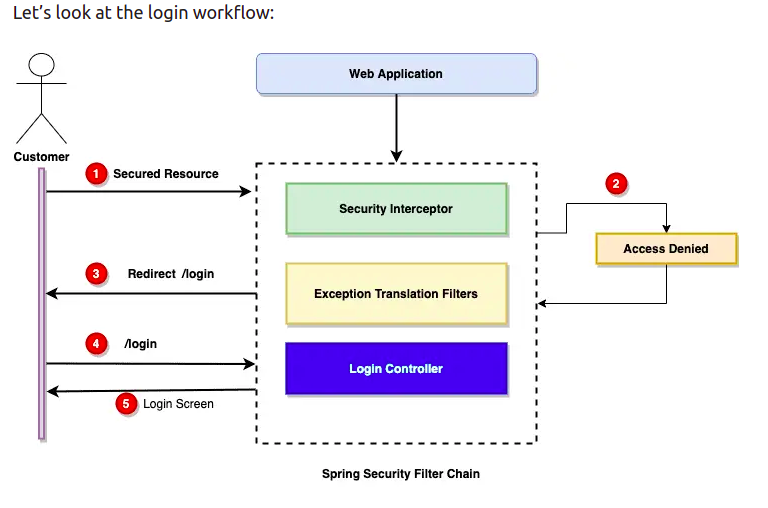 Let's look at the login workflow:
Web Application
Customer
1 Secured Resource
2
Security Interceptor
Access Denied
3 Redirect /login
Exception Translation Filters
4 /login
Login Controller
5 Login Screen
Spring Security Filter Chain